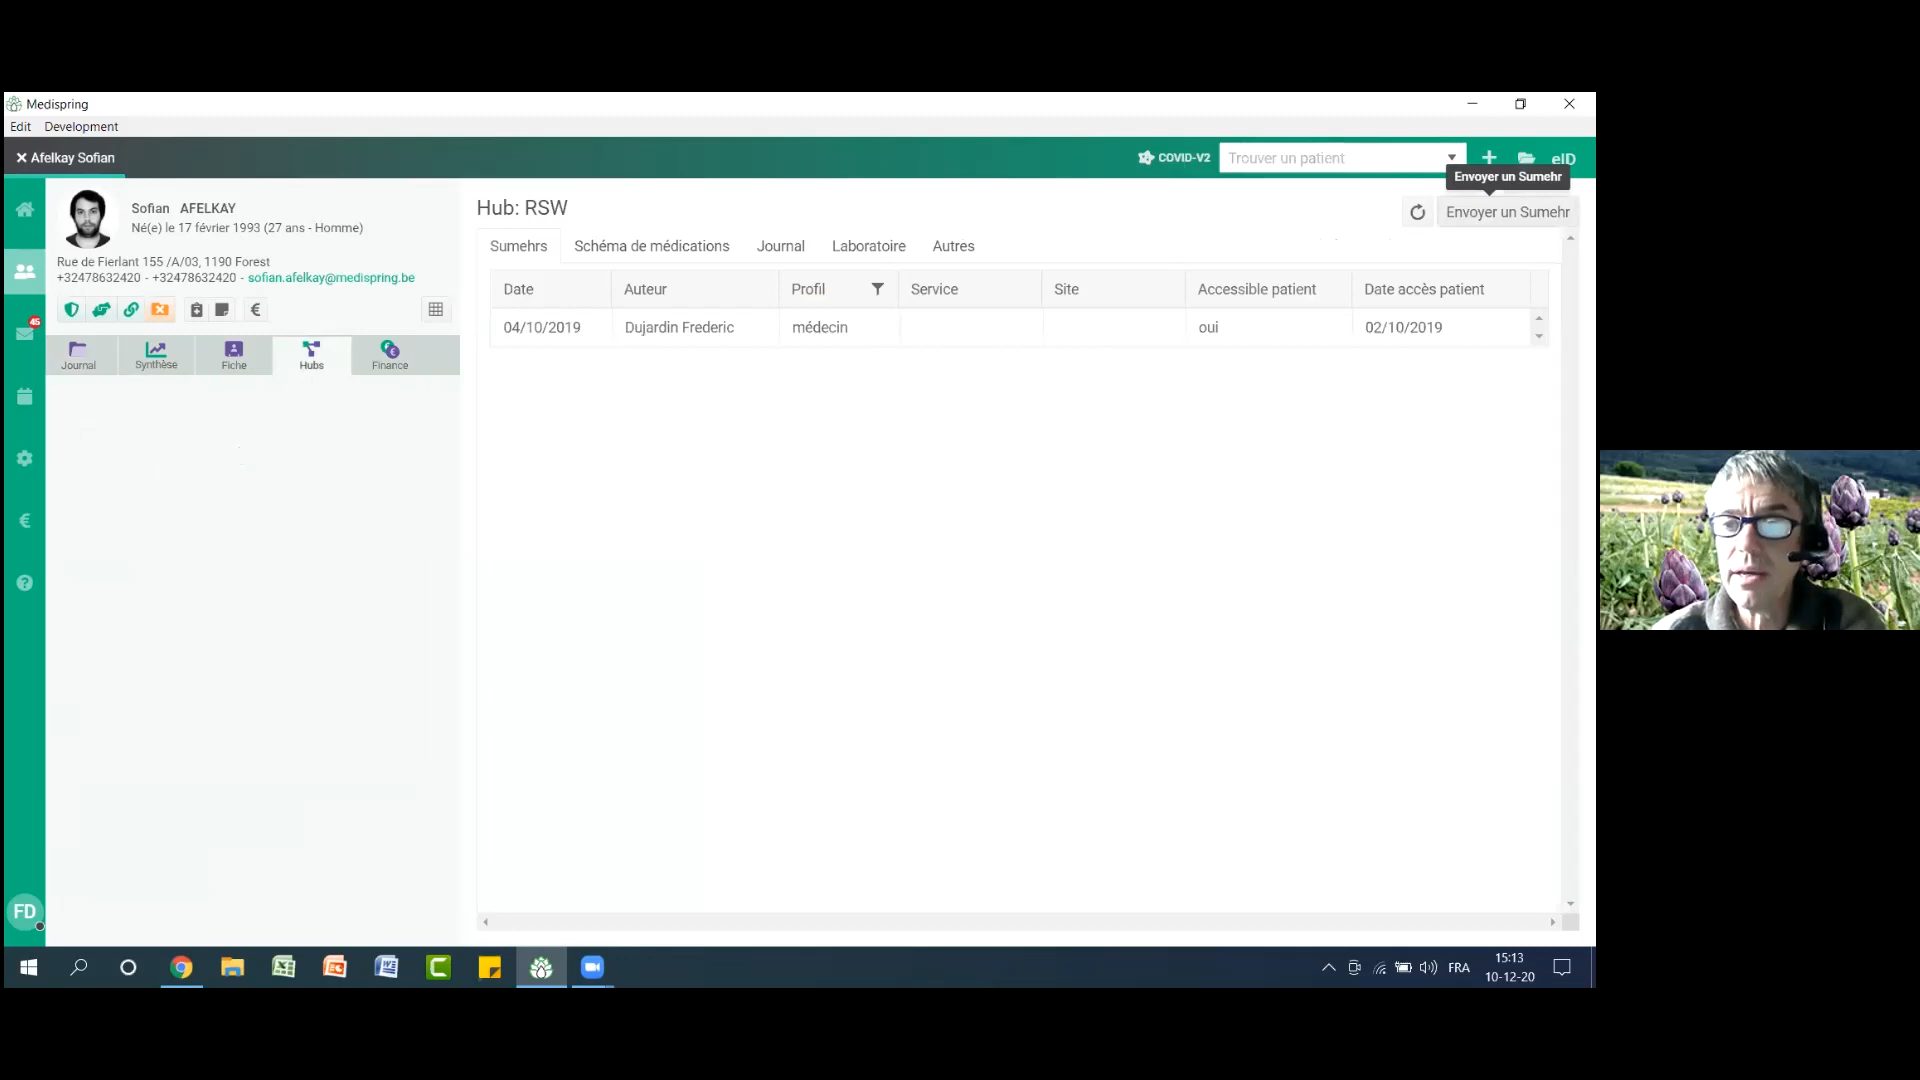 Medispring
Edit Development
✕ Afelkay Sofian
COVID-V2
Trouver un patient
eID
Envoyer un Sumehr
Sofian AFELKAY
Né(e) le 17 février 1993 (27 ans - Homme)
Rue de Fierlant 155 /A/03, 1190 Forest
+32478632420 - +32478632420 - sofian.afelkay@medispring.be
45
Journal
Synthèse
Fiche
Hubs
Finance
Hub: RSW
Envoyer un Sumehr
Sumehrs Schéma de médications Journal Laboratoire Autres
Date Auteur Profil Service Site Accessible patient Date accès patient
04/10/2019 Dujardin Frederic médecin oui 02/10/2019
FD
FRA
15:13
10-12-20